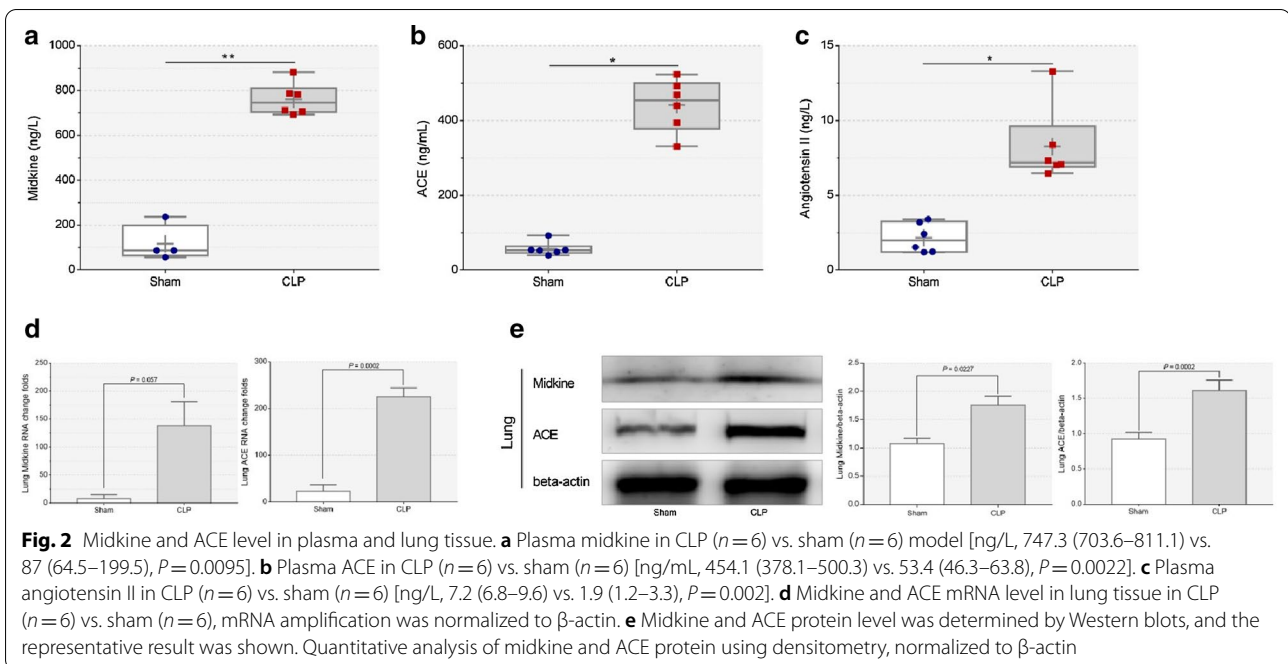 a
1000
800
600
400
200
0
Midkine (ng/L)
**
Sham
CLP
b
600
400
200
0
ACE (ng/mL)
*
Sham
CLP
c
15
10
5
0
Angiotensin II (ng/L)
*
Sham
CLP
d
250
200
150
100
50
0
Lung Midkine RNA change folds
P = 0.057
Sham
CLP
300
200
100
0
Lung ACE RNA change folds
P = 0.0002
Sham
CLP
e
Lung
Midkine
ACE
beta-actin
Sham
CLP
2.5
2.0
1.5
1.0
0.5
0.0
Lung Midkine/beta-actin
P = 0.0227
Sham
CLP
2.0
1.5
1.0
0.5
0.0
Lung ACE/beta-actin
P = 0.0002
Sham
CLP
Fig. 2 Midkine and ACE level in plasma and lung tissue. a Plasma midkine in CLP (n = 6) vs. sham (n = 6) model [ng/L, 747.3 (703.6–811.1) vs.
87 (64.5–199.5), P = 0.0095]. b Plasma ACE in CLP (n = 6) vs. sham (n = 6) [ng/mL, 454.1 (378.1–500.3) vs. 53.4 (46.3–63.8), P = 0.0022]. c Plasma
angiotensin II in CLP (n = 6) vs. sham (n = 6) [ng/L, 7.2 (6.8–9.6) vs. 1.9 (1.2–3.3), P = 0.002]. d Midkine and ACE mRNA level in lung tissue in CLP
(n = 6) vs. sham (n = 6), mRNA amplification was normalized to β-actin. e Midkine and ACE protein level was determined by Western blots, and the
representative result was shown. Quantitative analysis of midkine and ACE protein using densitometry, normalized to β-actin